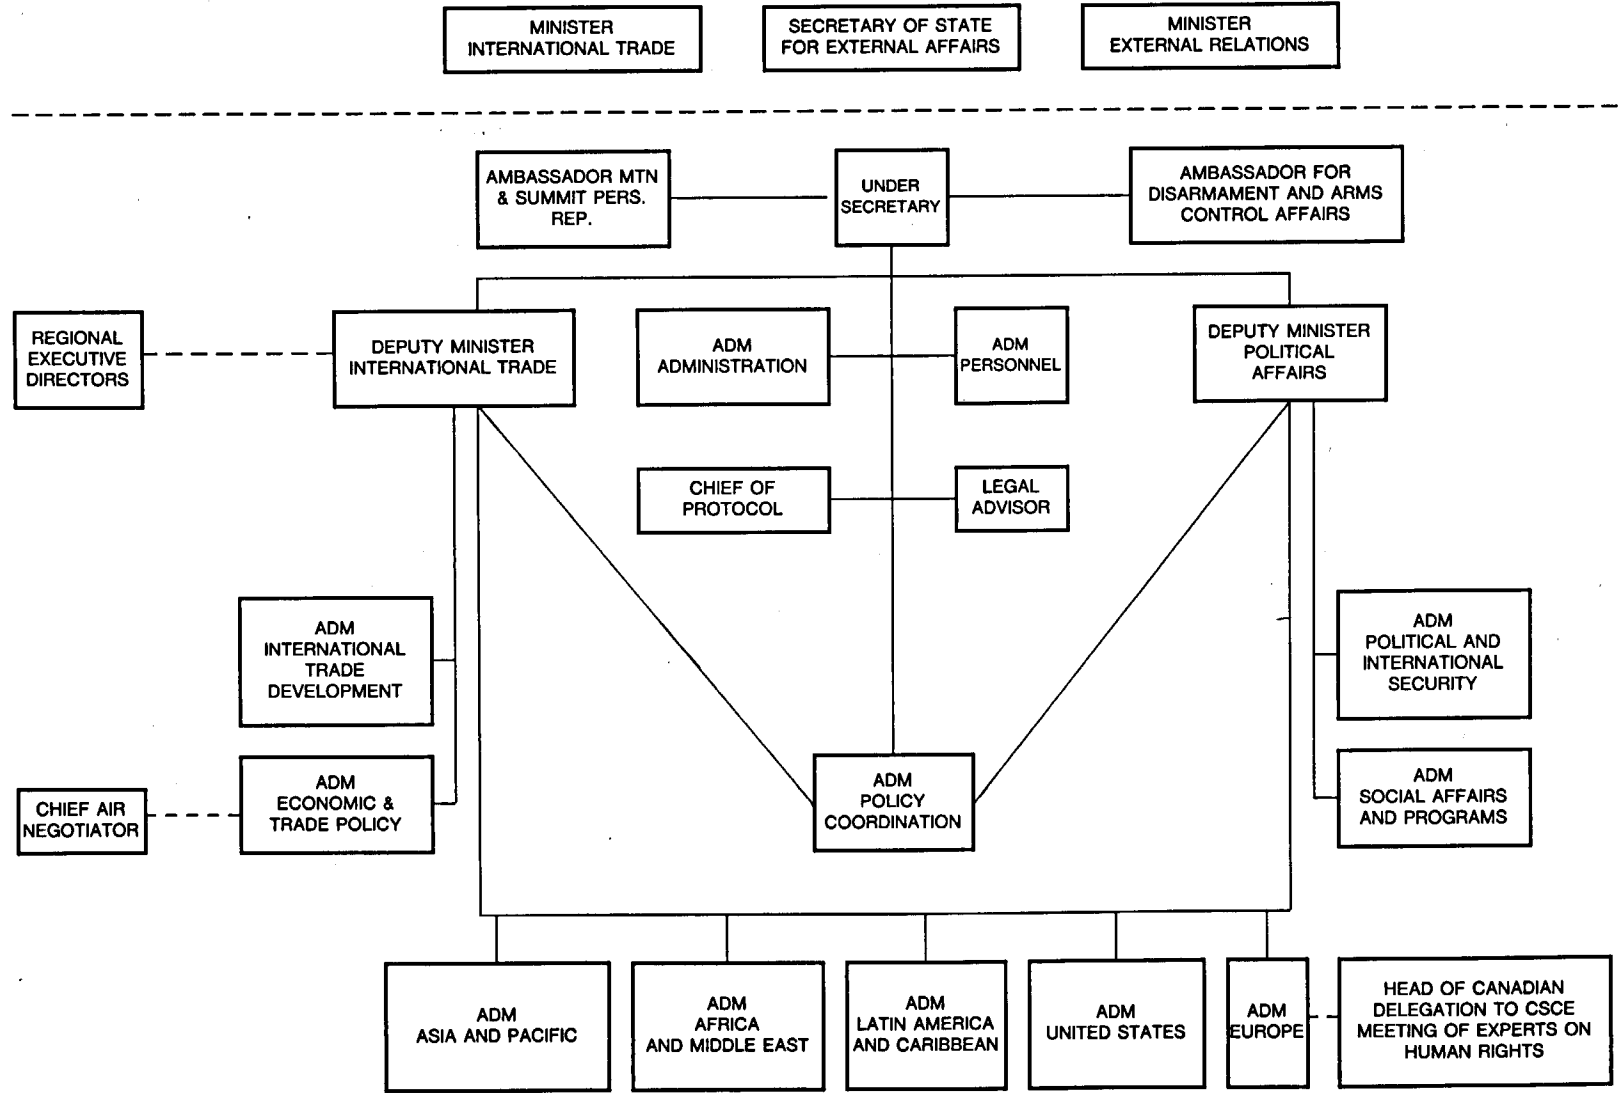 MINISTER
INTERNATIONAL TRADE
SECRETARY OF STATE
FOR EXTERNAL AFFAIRS
MINISTER
EXTERNAL RELATIONS
AMBASSADOR MTN
& SUMMIT PERS.
REP.
UNDER
SECRETARY
AMBASSADOR FOR
DISARMAMENT AND ARMS
CONTROL AFFAIRS
REGIONAL
EXECUTIVE
DIRECTORS
DEPUTY MINISTER
INTERNATIONAL TRADE
ADM
ADMINISTRATION
ADM
PERSONNEL
DEPUTY MINISTER
POLITICAL
AFFAIRS
CHIEF OF
PROTOCOL
LEGAL
ADVISOR
ADM
INTERNATIONAL
TRADE
DEVELOPMENT
ADM
POLITICAL AND
INTERNATIONAL
SECURITY
CHIEF AIR
NEGOTIATOR
ADM
ECONOMIC &
TRADE POLICY
ADM
POLICY
COORDINATION
ADM
SOCIAL AFFAIRS
AND PROGRAMS
ADM
ASIA AND PACIFIC
ADM
AFRICA
AND MIDDLE EAST
ADM
LATIN AMERICA
AND CARIBBEAN
ADM
UNITED STATES
ADM
EUROPE
HEAD OF CANADIAN
DELEGATION TO CSCE
MEETING OF EXPERTS ON
HUMAN RIGHTS